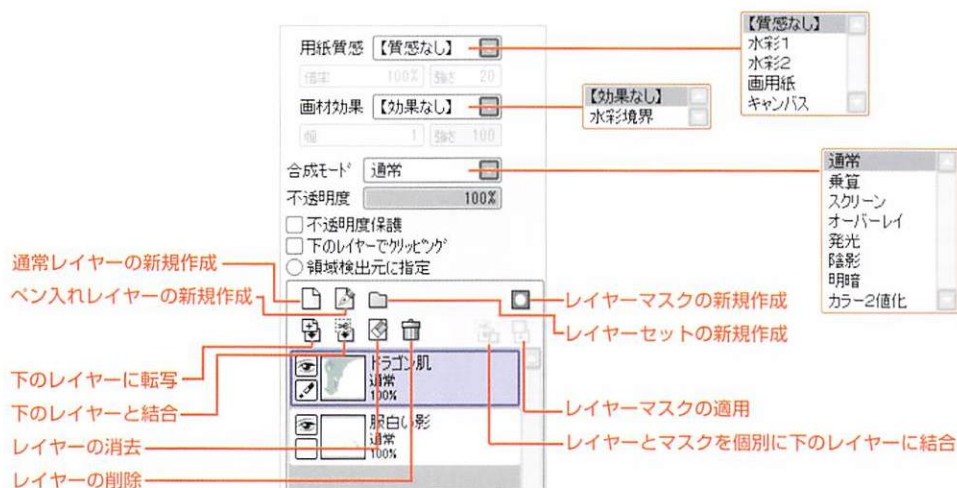 用紙質感 【質感なし】
倍率 100% 強さ 20
画材効果 【効果なし】
幅 1 強さ 100
合成モード 通常
不透明度 100%
不透明度保護
下のレイヤーでクリッピング
領域検出元に指定
【質感なし】
水彩1
水彩2
画用紙
キャンバス
【効果なし】
水彩境界
通常
乗算
スクリーン
オーバーレイ
発光
陰影
明暗
カラー2値化
通常レイヤーの新規作成
ペン入れレイヤーの新規作成
下のレイヤーに転写
下のレイヤーと結合
レイヤーの消去
レイヤーの削除
レイヤーマスクの新規作成
レイヤーセットの新規作成
レイヤーマスクの適用
レイヤーとマスクを個別に下のレイヤーに結合
ドラゴン肌
通常
100%
服白い影
通常
100%